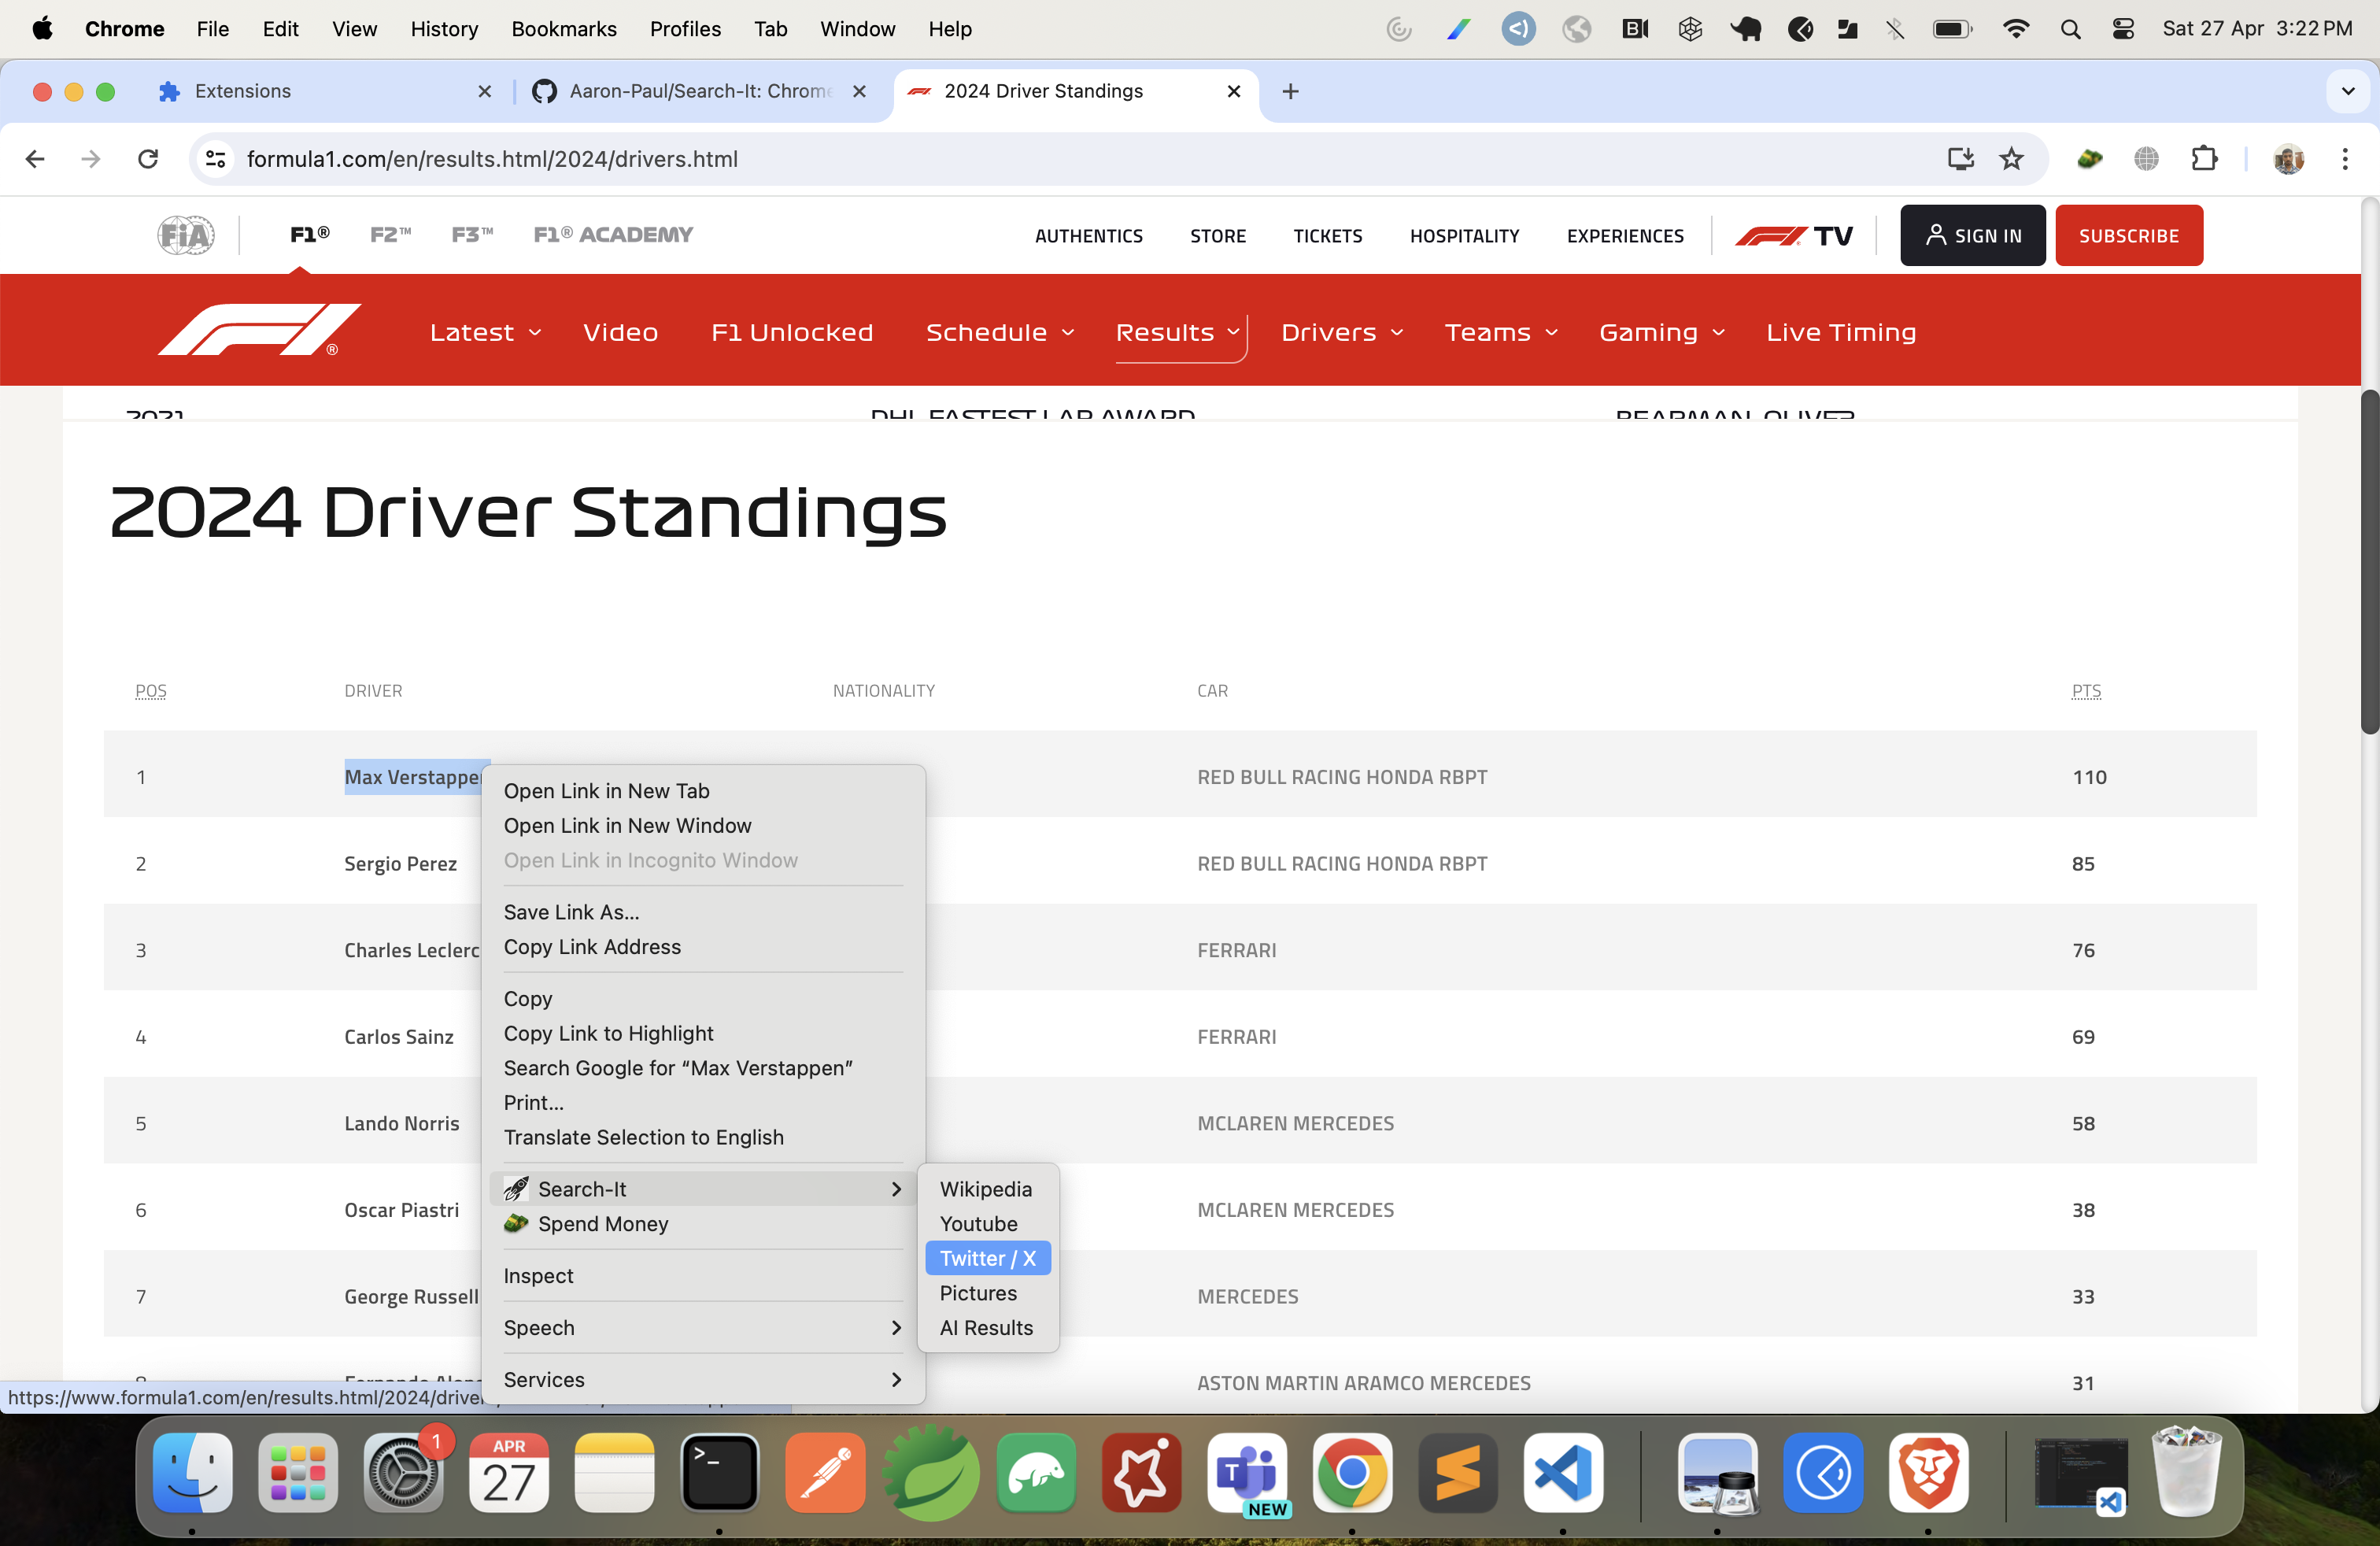 Chrome File Edit View History Bookmarks Profiles Tab Window Help Sat 27 Apr 3:22 PM
Extensions Aaron-Paul/Search-It: Chrome 2024 Driver Standings
formula1.com/en/results.html/2024/drivers.html
FiA F1® F2™ F3™ F1® ACADEMY AUTHENTICS STORE TICKETS HOSPITALITY EXPERIENCES F1 TV SIGN IN SUBSCRIBE
F1® Latest Video F1 Unlocked Schedule Results Drivers Teams Gaming Live Timing
2021 DHL FASTEST LAP AWARD BEARMAN, OLIVER
2024 Driver Standings
POS DRIVER NATIONALITY CAR PTS
1 Max Verstappen RED BULL RACING HONDA RBPT 110
2 Sergio Perez RED BULL RACING HONDA RBPT 85
3 Charles Leclerc FERRARI 76
4 Carlos Sainz FERRARI 69
5 Lando Norris MCLAREN MERCEDES 58
6 Oscar Piastri MCLAREN MERCEDES 38
7 George Russell MERCEDES 33
8 Fernando ASTON MARTIN ARAMCO MERCEDES 31
Open Link in New Tab
Open Link in New Window
Open Link in Incognito Window
Save Link As...
Copy Link Address
Copy
Copy Link to Highlight
Search Google for “Max Verstappen”
Print...
Translate Selection to English
Search-It
Spend Money
Inspect
Speech
Services
Wikipedia
Youtube
Twitter / X
Pictures
AI Results
https://www.formula1.com/en/results.html/2024/driver
1
APR
27
T
NEW